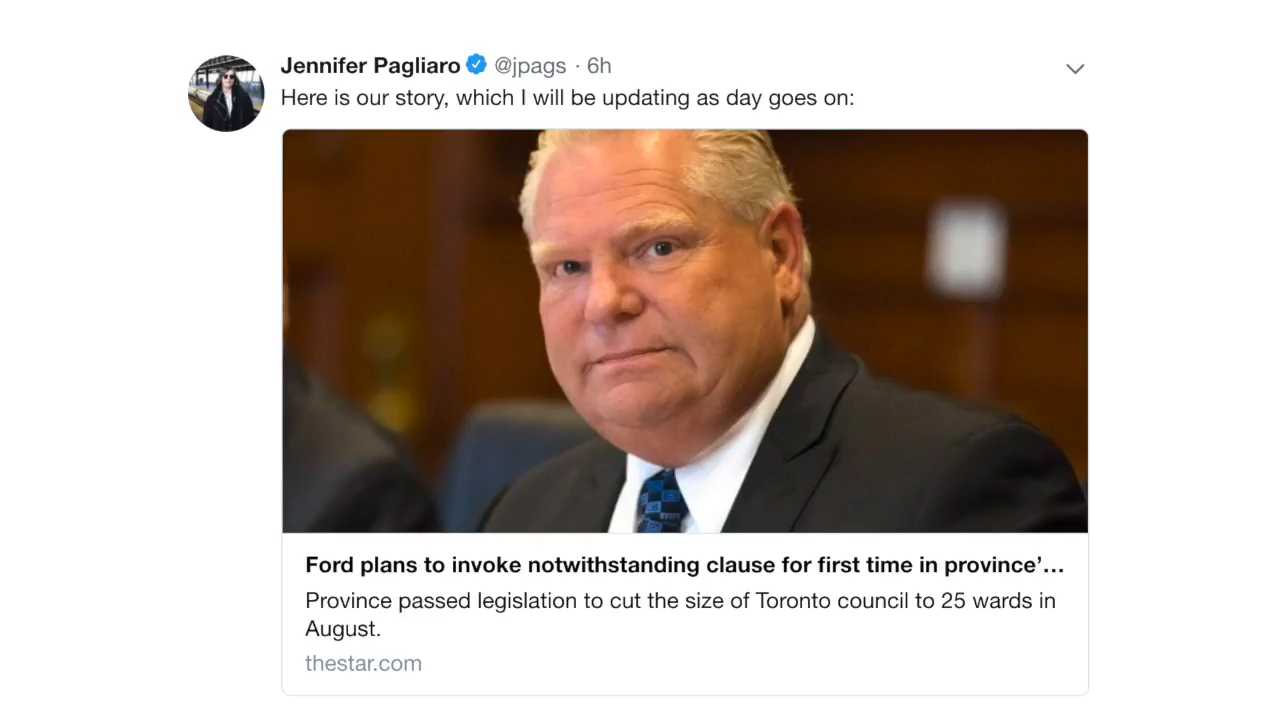 Jennifer Pagliaro @jpags · 6h
Here is our story, which I will be updating as day goes on:
Ford plans to invoke notwithstanding clause for first time in province’...
Province passed legislation to cut the size of Toronto council to 25 wards in
August.
thestar.com